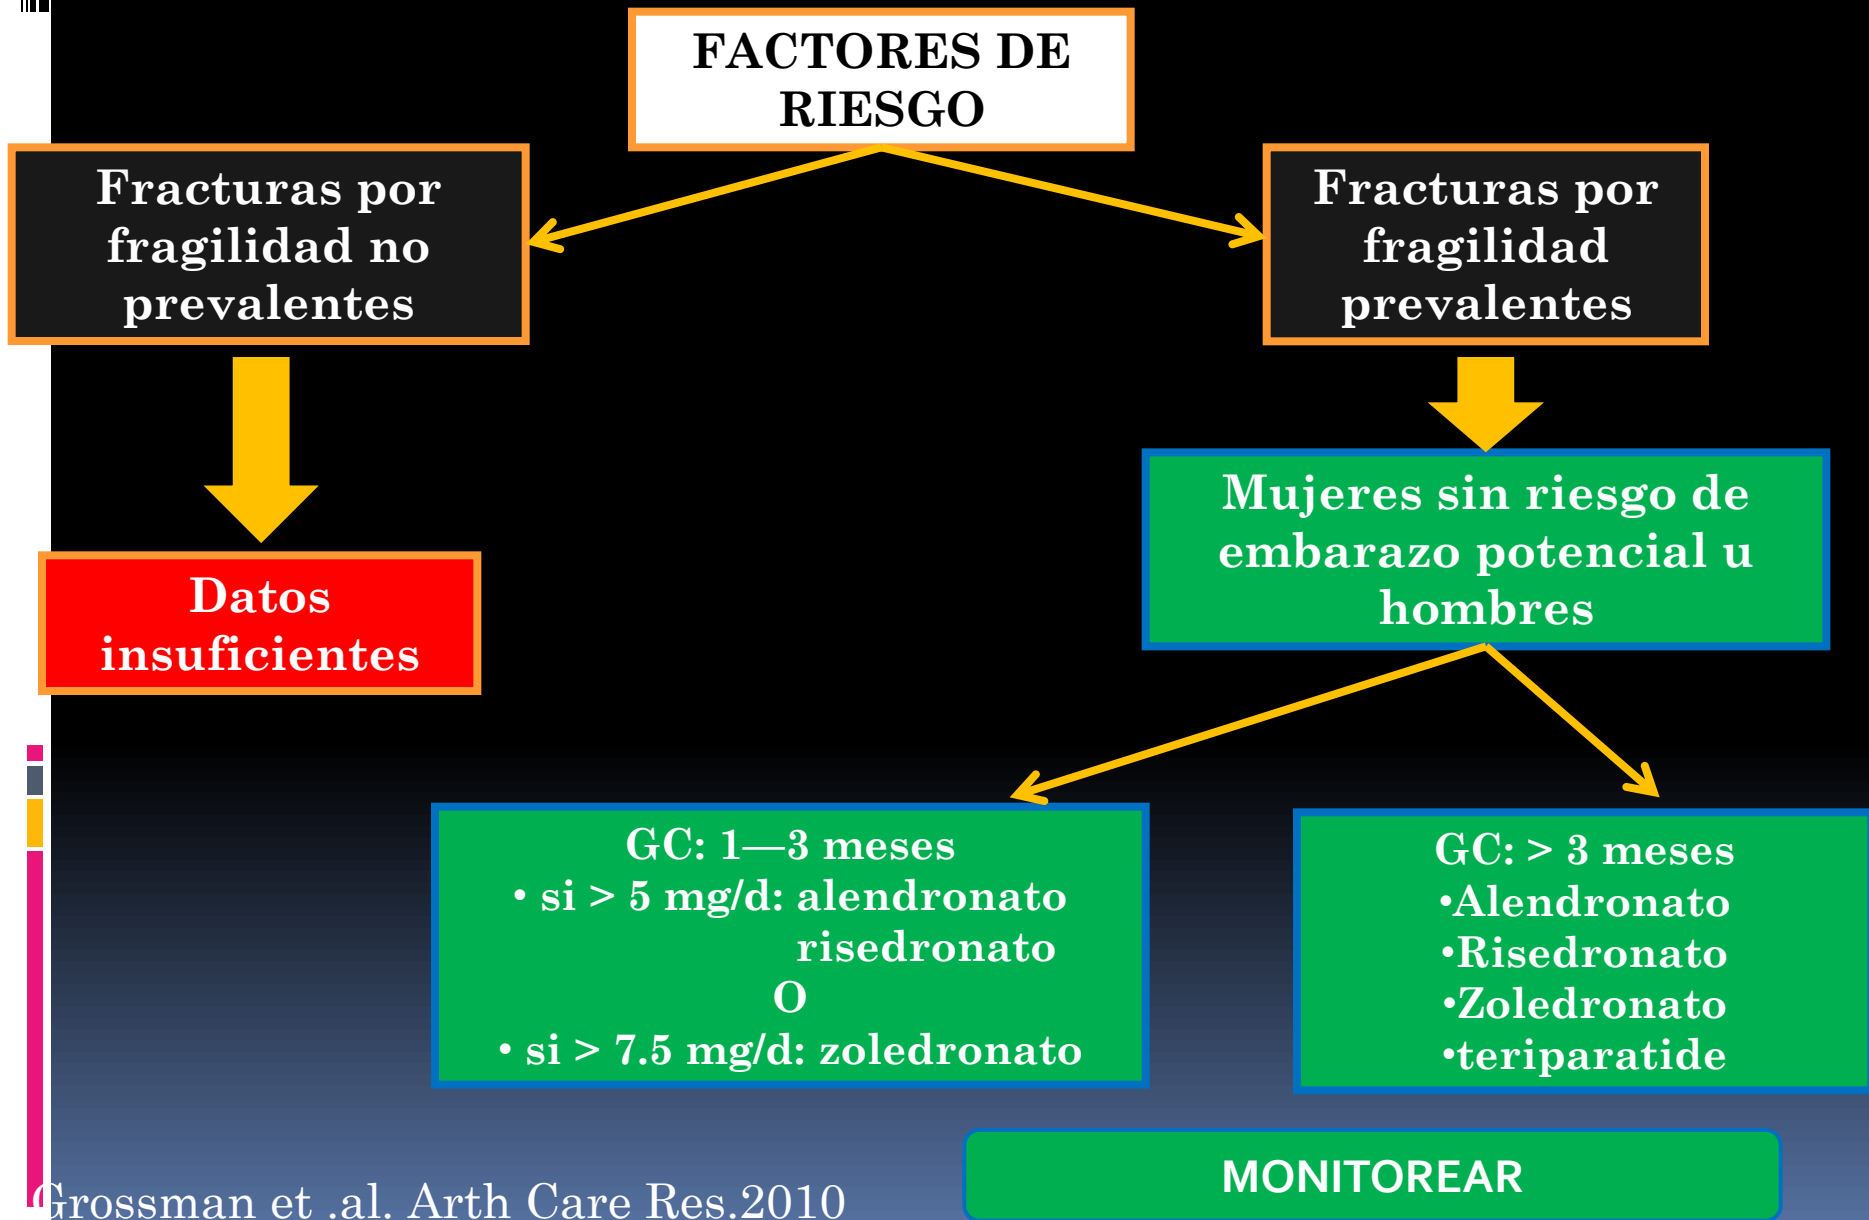 FACTORES DE
RIESGO
Fracturas por
fragilidad no
prevalentes
Fracturas por
fragilidad
prevalentes
Datos
insuficientes
Mujeres sin riesgo de
embarazo potencial u
hombres
GC: 1—3 meses
• si > 5 mg/d: alendronato
risedronato
O
• si > 7.5 mg/d: zoledronato
GC: > 3 meses
•Alendronato
•Risedronato
•Zoledronato
•teriparatide
MONITOREAR
Grossman et .al. Arth Care Res.2010